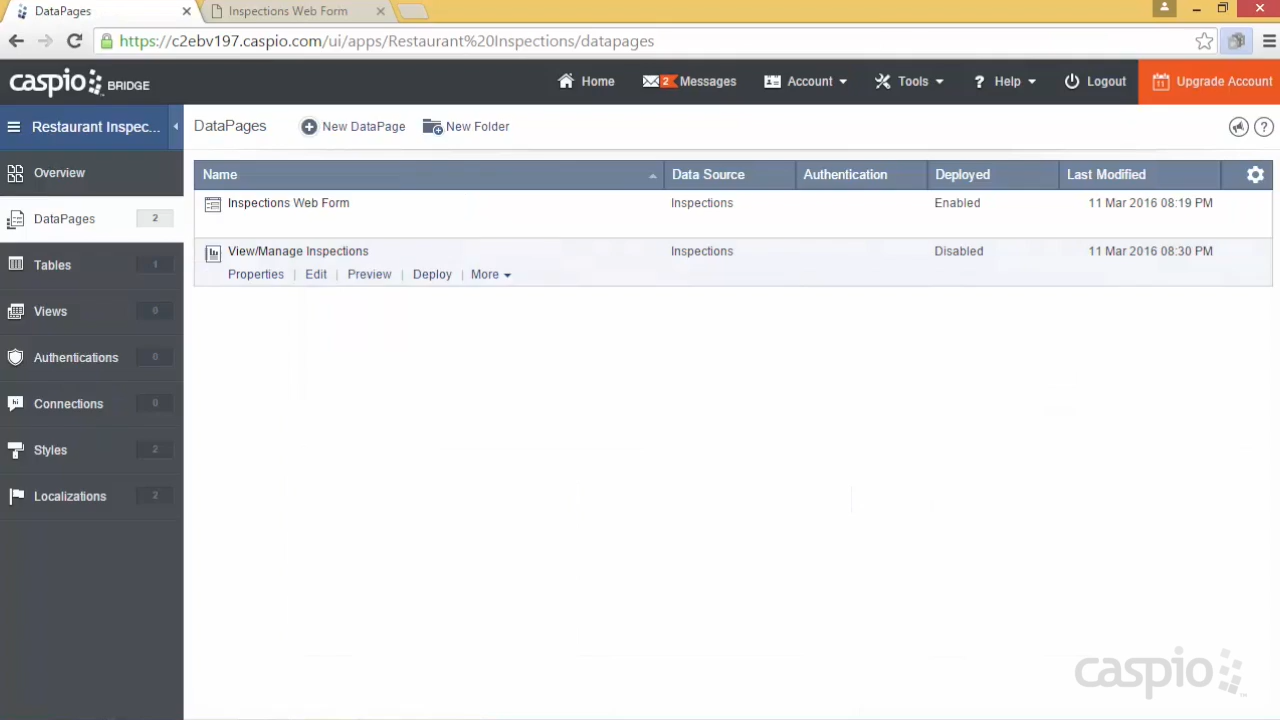 DataPages
Inspections Web Form
https://c2ebv197.caspio.com/ui/apps/Restaurant%20Inspections/datapages
caspio BRIDGE
Home
2 Messages
Account
Tools
? Help
Logout
11 Upgrade Account
Restaurant Inspec...
DataPages
New DataPage
New Folder
?
Overview
DataPages 2
Tables 1
Views 0
Authentications 0
hi Connections 0
Styles 2
Localizations 2
Name Data Source Authentication Deployed Last Modified
Inspections Web Form Inspections Enabled 11 Mar 2016 08:19 PM
View/Manage Inspections Inspections Disabled 11 Mar 2016 08:30 PM
Properties | Edit | Preview | Deploy | More
caspio